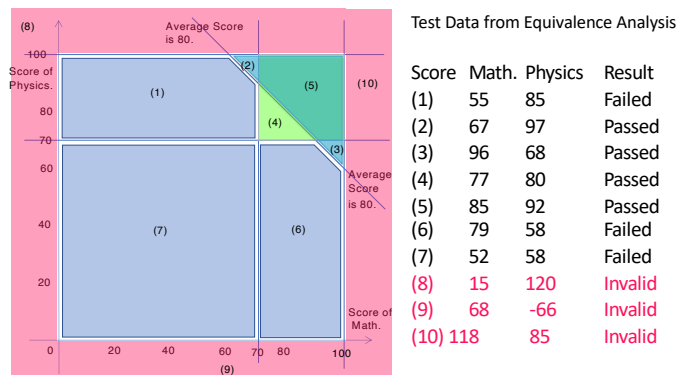 (8)
Average Score
is 80.
100
Score of
Physics.
(2)
(1)
(5)
(10)
80
(4)
70
(3)
60
Average
Score
is 80.
40
(7)
(6)
20
Score of
Math.
0
20
40
60
70
80
100
(9)
Test Data from Equivalence Analysis
Score Math. Physics Result
(1) 55 85 Failed
(2) 67 97 Passed
(3) 96 68 Passed
(4) 77 80 Passed
(5) 85 92 Passed
(6) 79 58 Failed
(7) 52 58 Failed
(8) 15 120 Invalid
(9) 68 -66 Invalid
(10) 118 85 Invalid